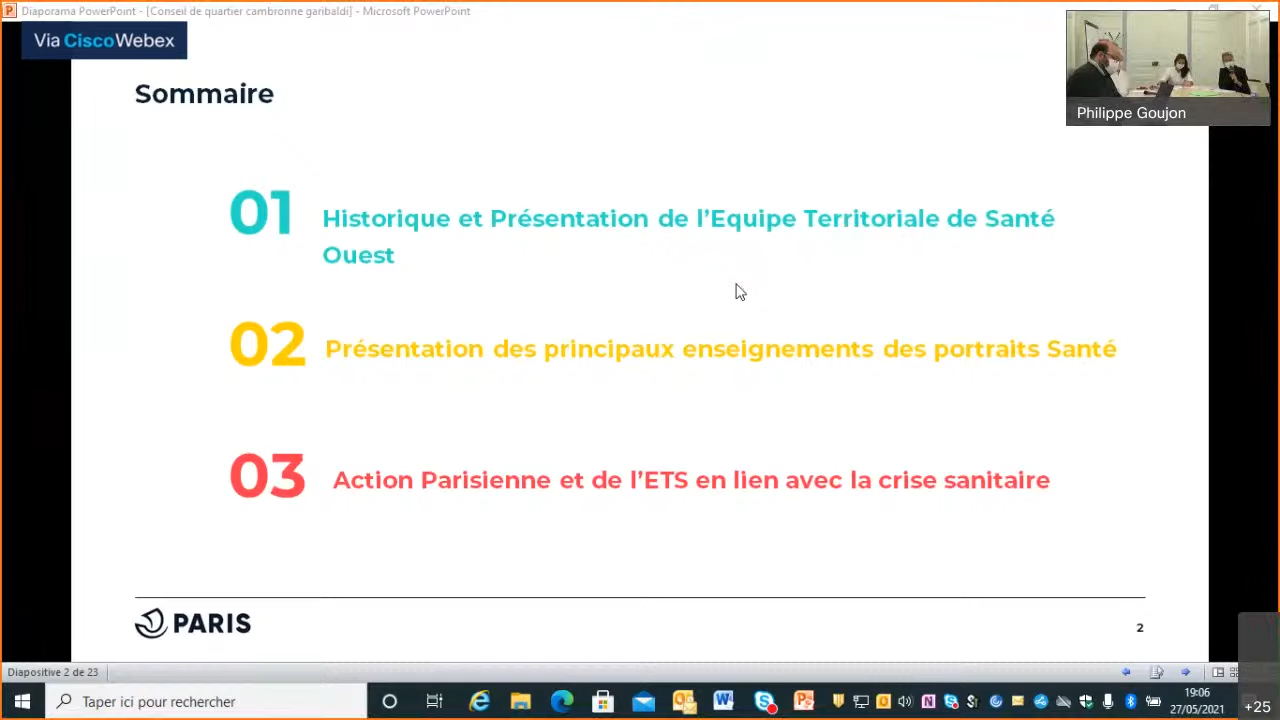 Diaporama PowerPoint - [Conseil de quartier cambronne garibaldi] - Microsoft PowerPoint
Via CiscoWebex
Philippe Goujon
Sommaire
01
Historique et Présentation de l’Equipe Territoriale de Santé
Ouest
02
Présentation des principaux enseignements des portraits Santé
03
Action Parisienne et de l’ETS en lien avec la crise sanitaire
PARIS
2
Diapositive 2 de 23
Taper ici pour rechercher
19:06
27/05/2021
+25